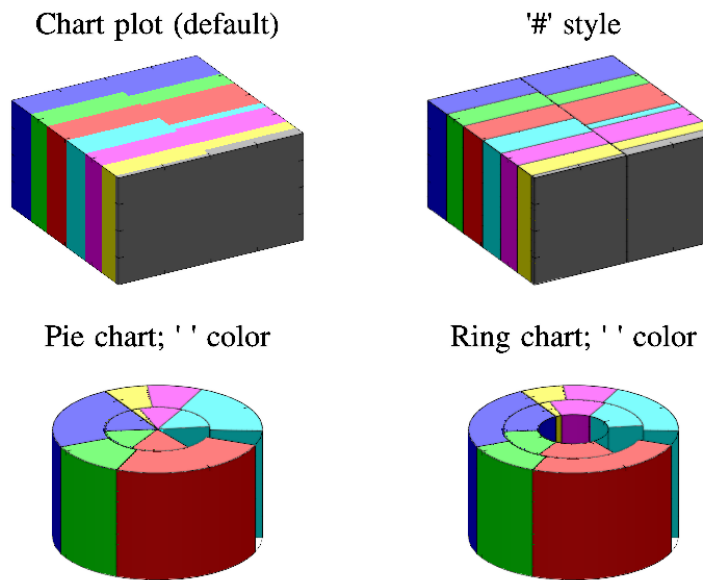 Chart plot (default)
'#' style
Pie chart; ' ' color
Ring chart; ' ' color